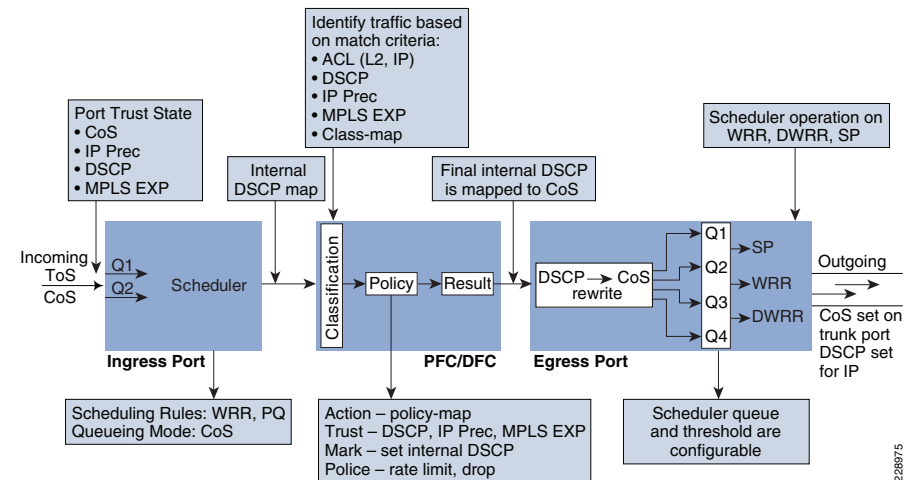 Identify traffic based
on match criteria:
• ACL (L2, IP)
• DSCP
• IP Prec
• MPLS EXP
• Class-map
Port Trust State
• CoS
• IP Prec
• DSCP
• MPLS EXP
Internal
DSCP map
Final internal DSCP
is mapped to CoS
Scheduler operation on
WRR, DWRR, SP
Incoming
ToS
CoS
Q1
Q2
Scheduler
Ingress Port
Classification
Policy
Result
PFC/DFC
DSCP → CoS
rewrite
Egress Port
Q1
Q2
Q3
Q4
SP
WRR
DWRR
Outgoing
CoS set on
trunk port
DSCP set
for IP
Scheduling Rules: WRR, PQ
Queueing Mode: CoS
Action – policy-map
Trust – DSCP, IP Prec, MPLS EXP
Mark – set internal DSCP
Police – rate limit, drop
Scheduler queue
and threshold are
configurable
228975